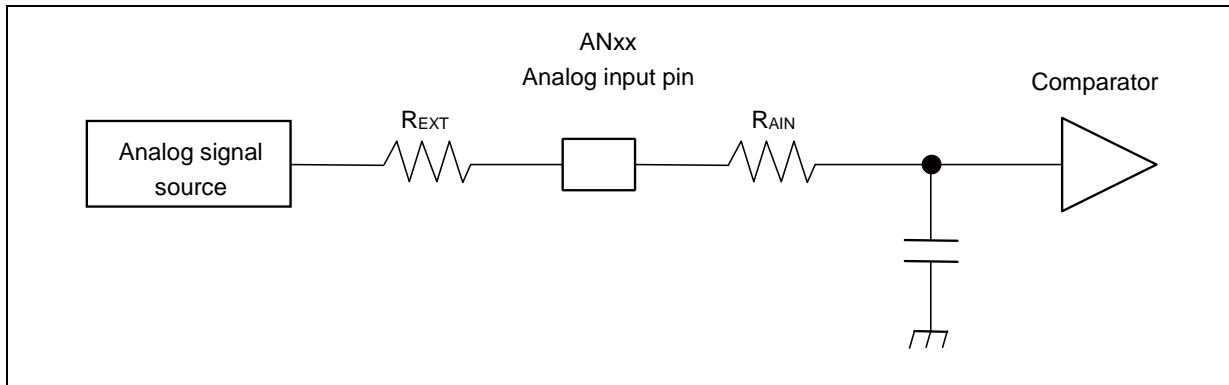 ANxx
Analog input pin
Comparator
REXT
RAIN
Analog signal
source